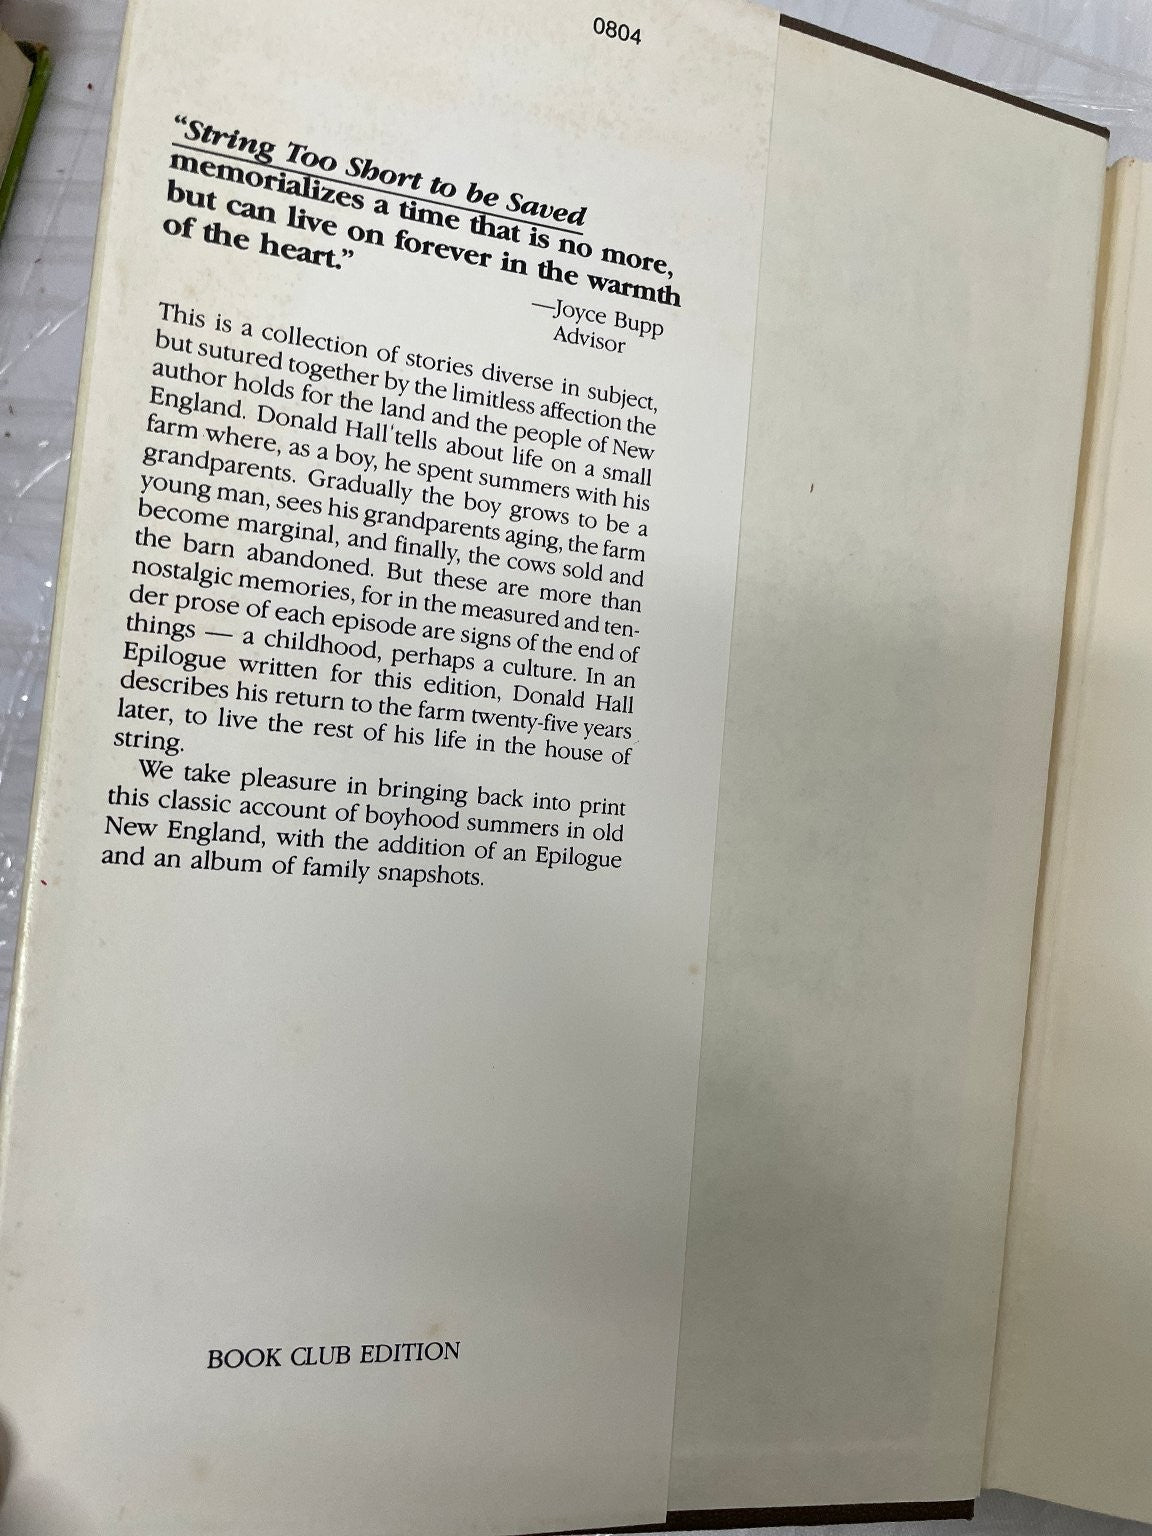 0804
“String Too Short to be Saved
memorializes a time that is no more,
but can live on forever in the warmth
of the heart.”
—Joyce Bupp
Advisor
This is a collection of stories diverse in subject,
but sutured together by the limitless affection the
author holds for the land and the people of New
England. Donald Hall tells about life on a small
farm where, as a boy, he spent summers with his
grandparents. Gradually the boy grows to be a
young man, sees his grandparents aging, the farm
become marginal, and finally, the cows sold and
the barn abandoned. But these are more than
nostalgic memories, for in the measured and ten-
der prose of each episode are signs of the end of
things — a childhood, perhaps a culture. In an
Epilogue written for this edition, Donald Hall
describes his return to the farm twenty-five years
later, to live the rest of his life in the house of
string.
We take pleasure in bringing back into print
this classic account of boyhood summers in old
New England, with the addition of an Epilogue
and an album of family snapshots.
BOOK CLUB EDITION